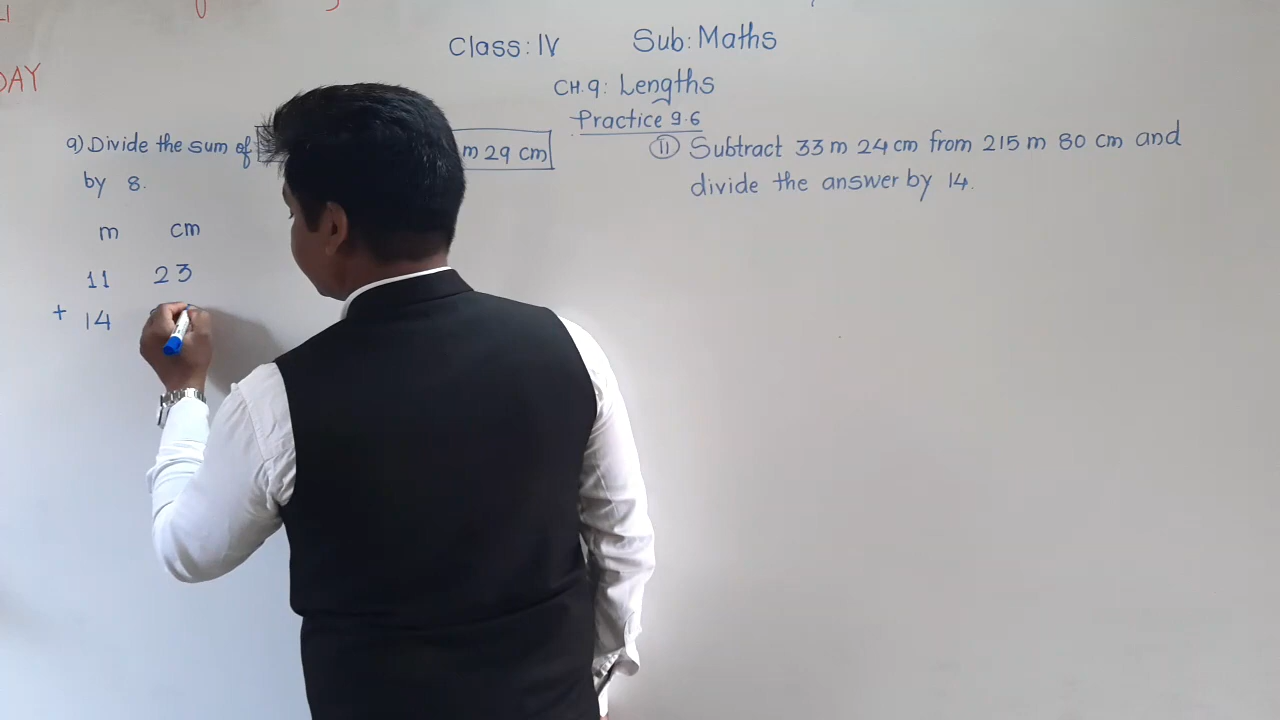 DAY
Class: IV Sub: Maths
CH.9: Lengths
Practice 9.6
9) Divide the sum of m 29 cm
by 8.
m cm
11 23
+ 14
11 Subtract 33 m 24 cm from 215 m 80 cm and
divide the answer by 14.